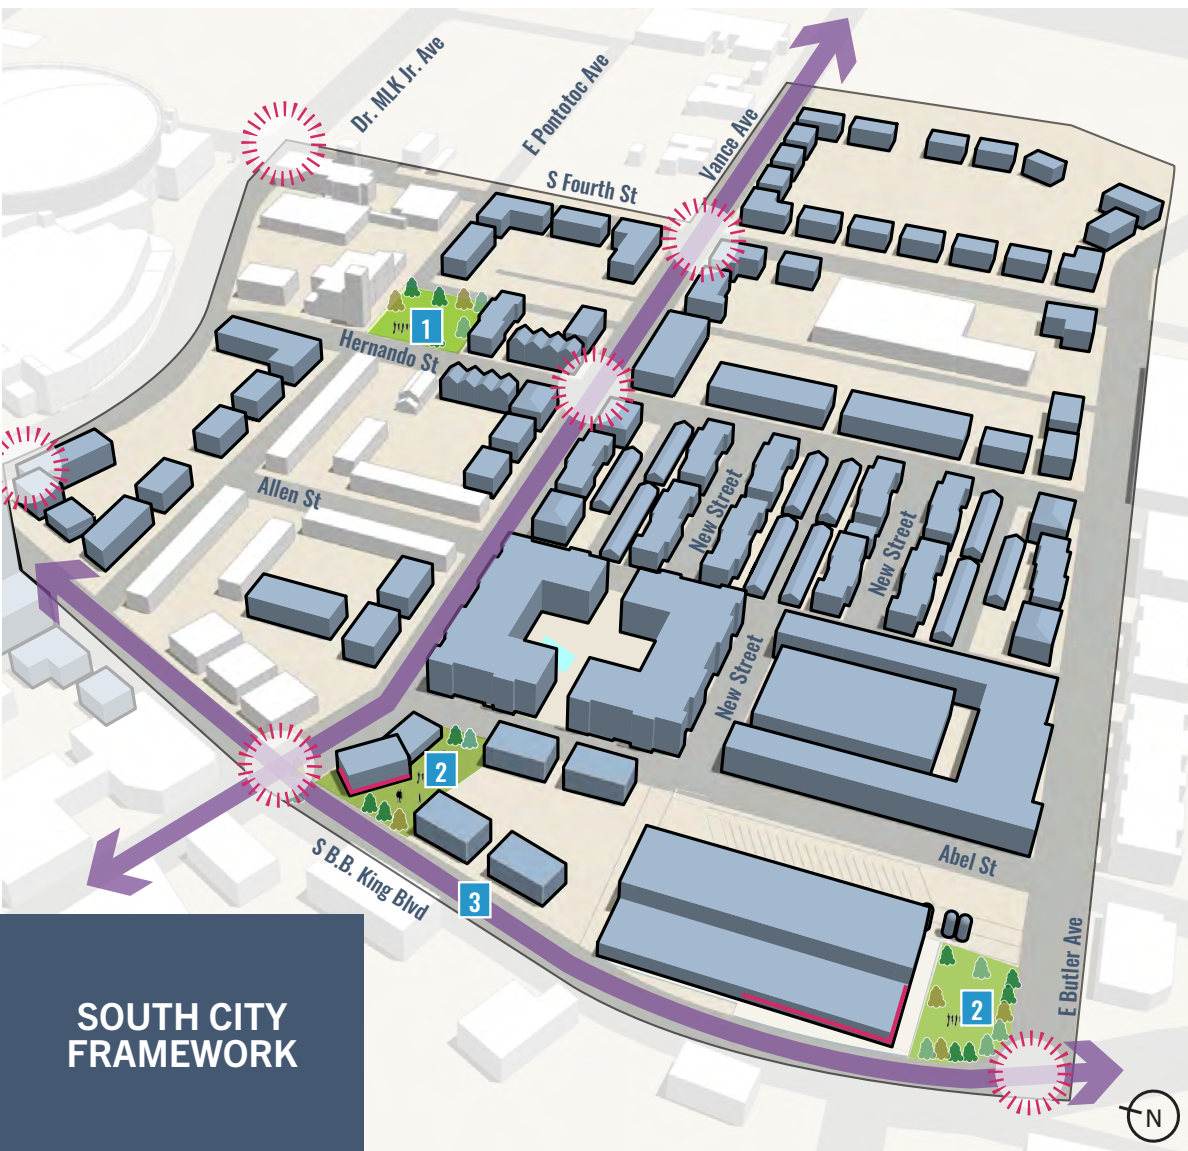 Dr. MLK Jr. Ave
E Pontotoc Ave
Vance Ave
S Fourth St
1
Hernando St
Allen St
New Street
New Street
New Street
2
S B.B. King Blvd
3
Abel St
E Butler Ave
2
SOUTH CITY
FRAMEWORK
N